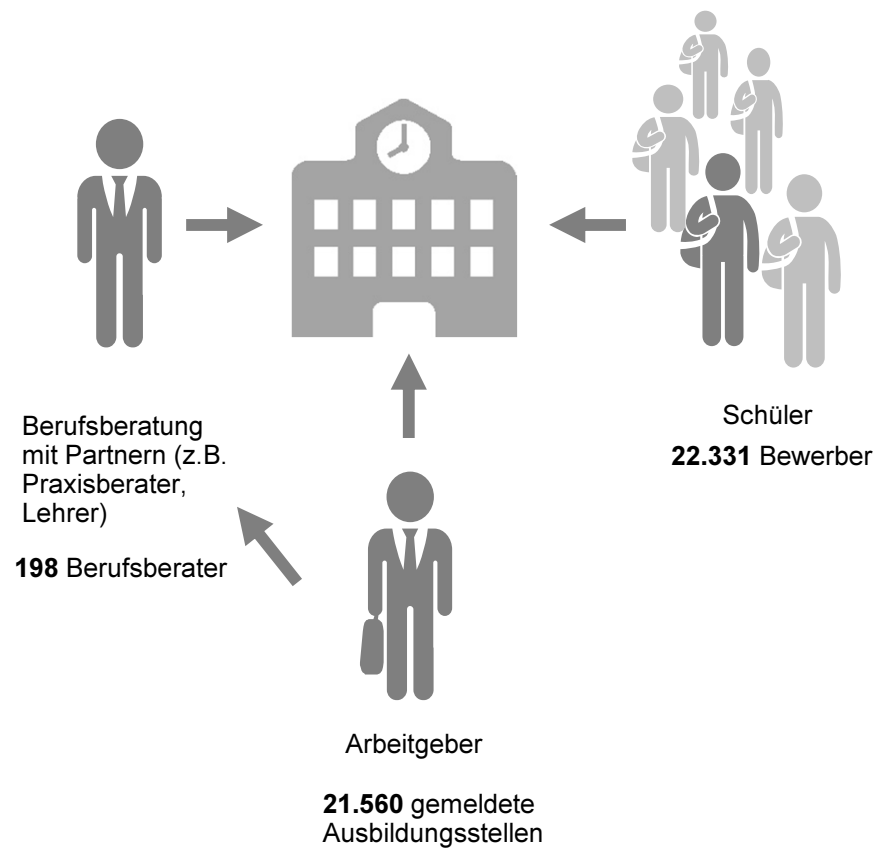 Berufsberatung
mit Partnern (z.B.
Praxisberater,
Lehrer)
198 Berufsberater
Schüler
22.331 Bewerber
Arbeitgeber
21.560 gemeldete
Ausbildungsstellen